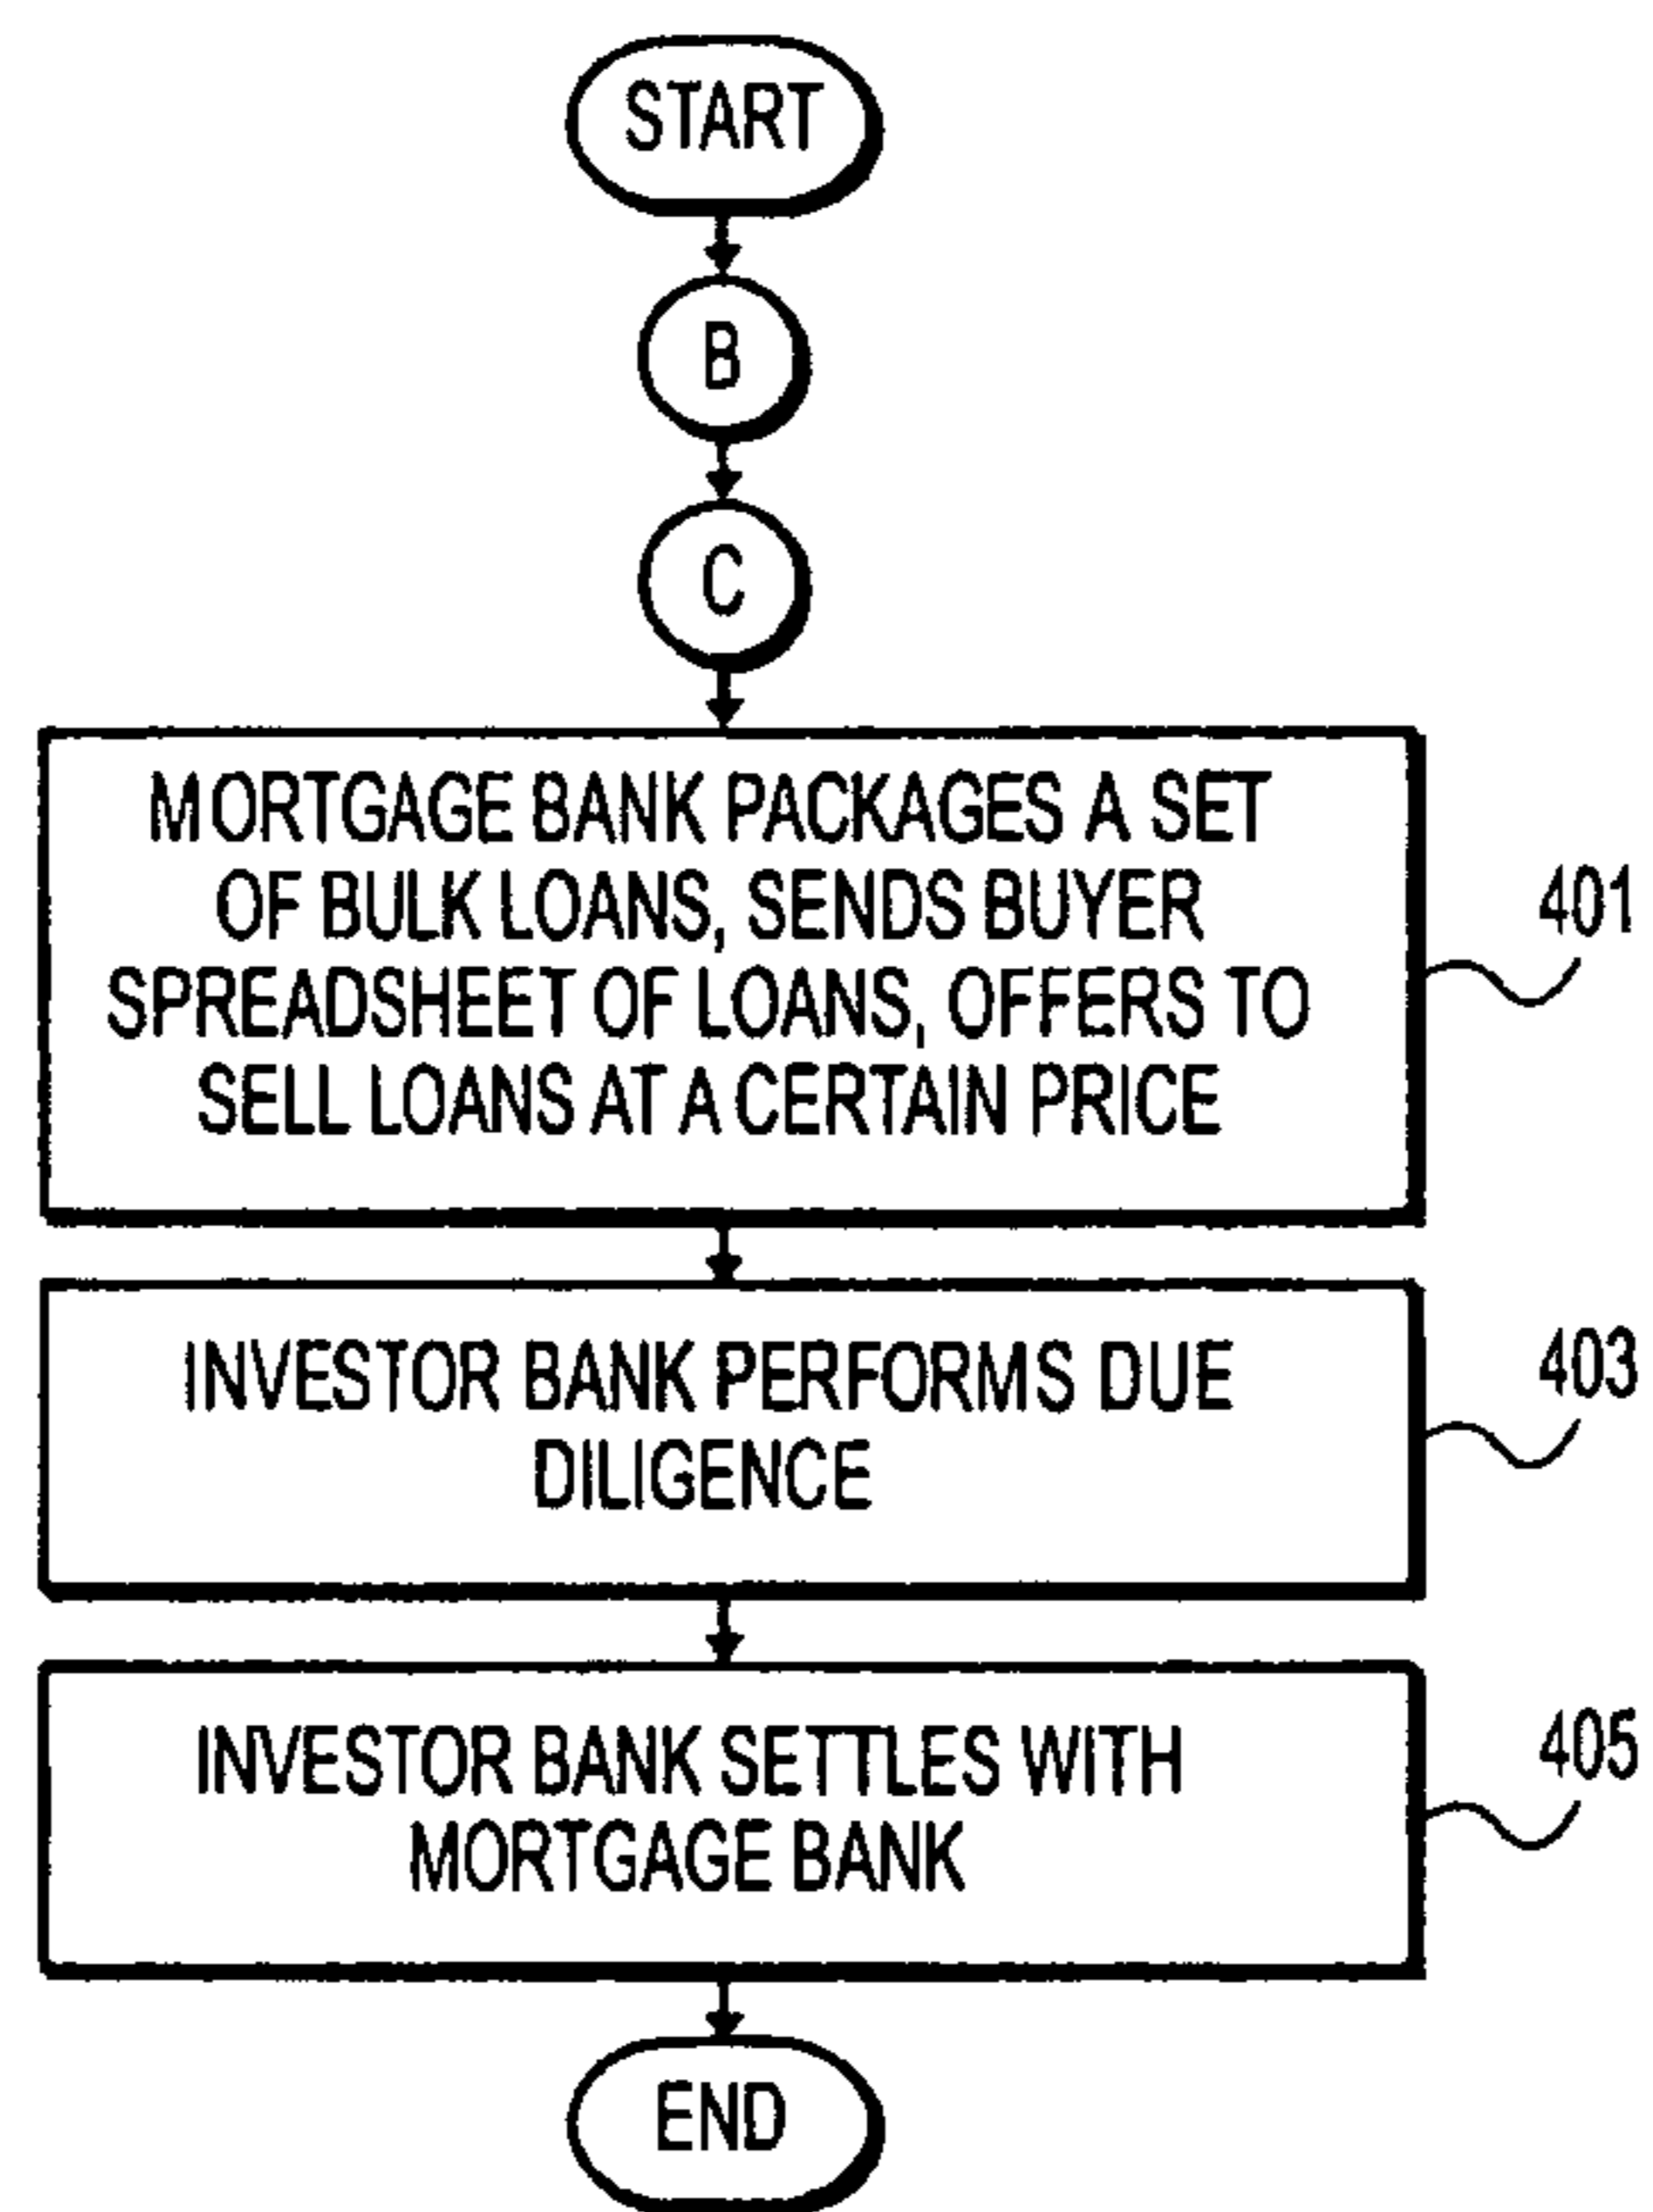 START
B
C
MORTGAGE BANK PACKAGES A SET
OF BULK LOANS, SENDS BUYER
SPREADSHEET OF LOANS, OFFERS TO
SELL LOANS AT A CERTAIN PRICE
401
INVESTOR BANK PERFORMS DUE
DILIGENCE
403
INVESTOR BANK SETTLES WITH
MORTGAGE BANK
405
END